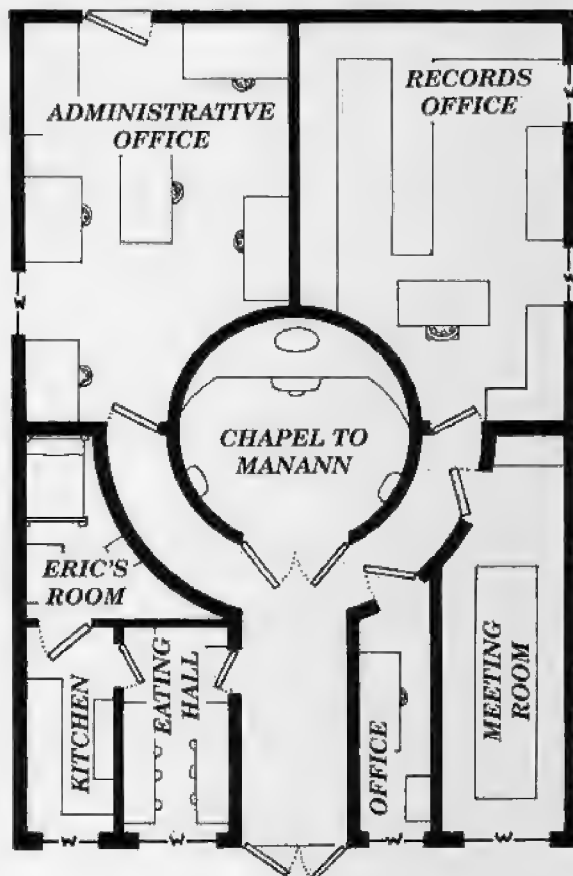 ADMINISTRATIVE
OFFICE
RECORDS
OFFICE
W
W
W
W
CHAPEL TO
MANANN
ERIC'S
ROOM
KITCHEN
EATING
HALL
OFFICE
MEETING
ROOM
W
W
W
W